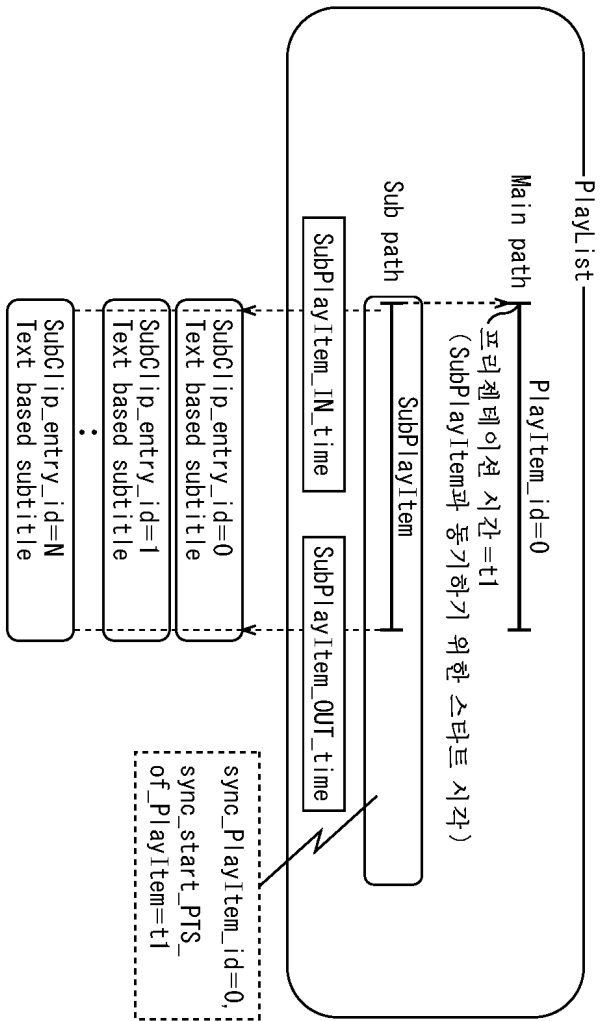 PlayList
Main path
PlayItem_id=0
프리젠테이션 시간=t1
(SubPlayItem과 동기하기 위한 스타트 시각)
Sub path
SubPlayItem
SubPlayItem_IN_time
SubPlayItem_OUT_time
sync_PlayItem_id=0,
sync_start_PTS_
of_PlayItem=t1
SubClip_entry_id=0
Text based subtitle
SubClip_entry_id=1
Text based subtitle
:
SubClip_entry_id=N
Text based subtitle